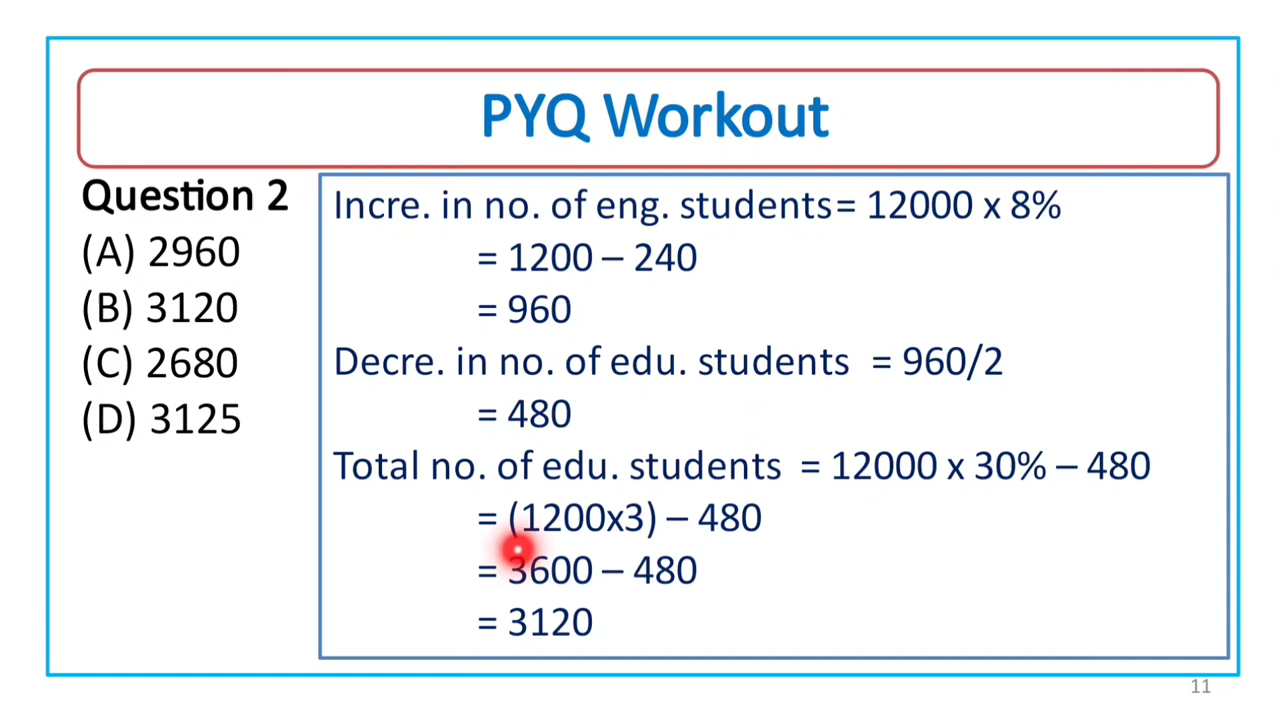 PYQ Workout
Question 2
(A) 2960
(B) 3120
(C) 2680
(D) 3125
Incre. in no. of eng. students= 12000 x 8%
= 1200 – 240
= 960
Decre. in no. of edu. students = 960/2
= 480
Total no. of edu. students = 12000 x 30% – 480
= (1200x3) – 480
= 3600 – 480
= 3120
11